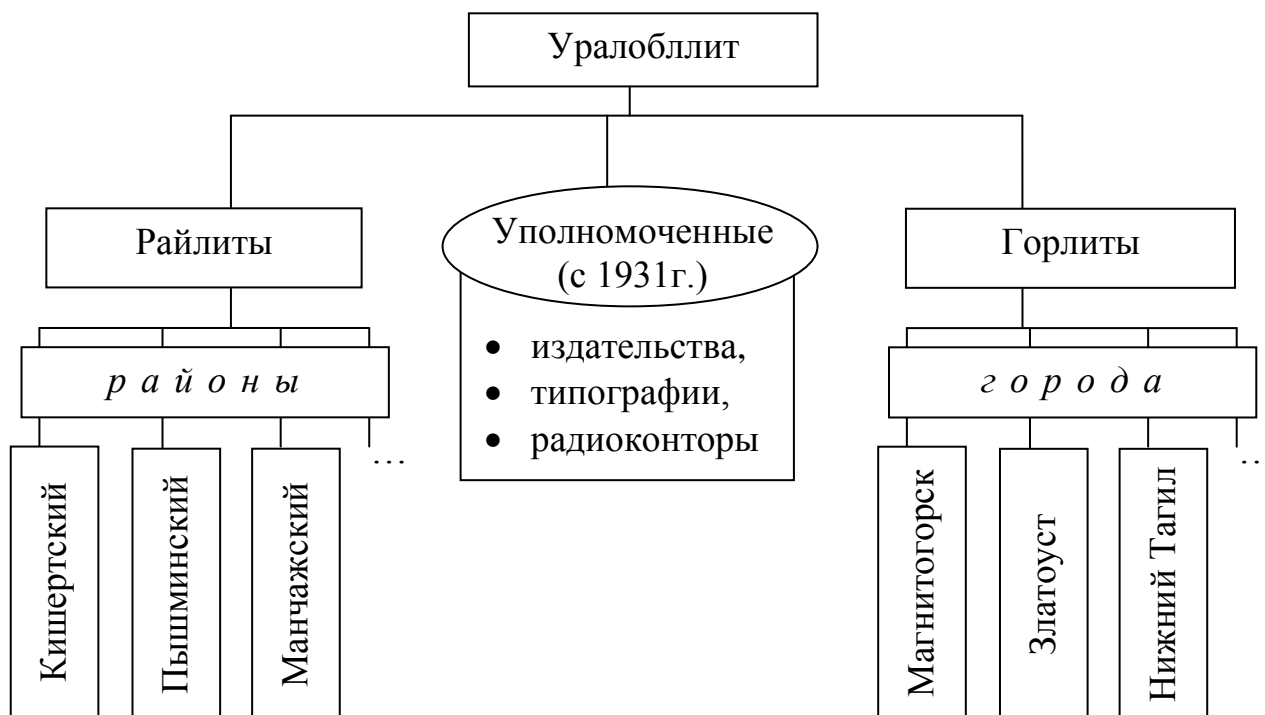 Уралобллит
Райлиты
Уполномоченные
(с 1931г.)
Горлиты
• издательства,
• типографии,
• радиоконторы
р а й о н ы
г о р о д а
Кишертский
Пышминский
Манчажский
…
Магнитогорск
Златоуст
Нижний Тагил
..